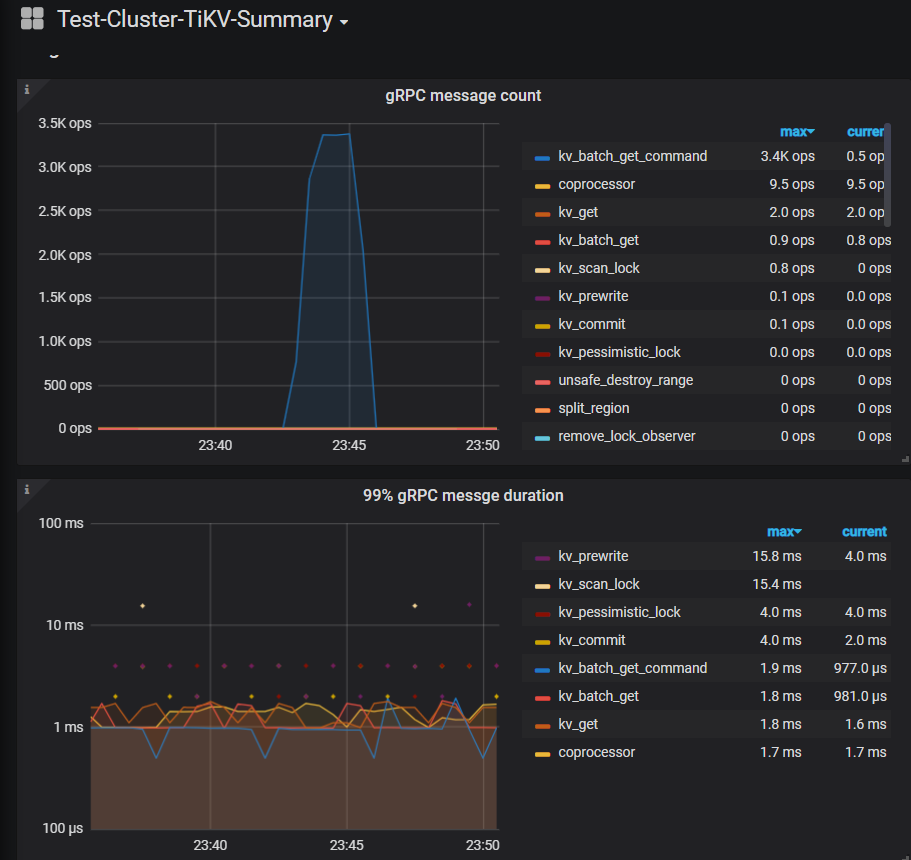 Test-Cluster-TiKV-Summary
gRPC message count
3.5K ops
3.0K ops
2.5K ops
2.0K ops
1.5K ops
1.0K ops
500 ops
0 ops
23:40 23:45 23:50
max curren
kv_batch_get_command 3.4K ops 0.5 op
coprocessor 9.5 ops 9.5 op
kv_get 2.0 ops 2.0 op
kv_batch_get 0.9 ops 0.8 ops
kv_scan_lock 0.8 ops 0 ops
kv_prewrite 0.1 ops 0.0 ops
kv_commit 0.1 ops 0.0 ops
kv_pessimistic_lock 0.0 ops 0.0 ops
unsafe_destroy_range 0 ops 0 ops
split_region 0 ops 0 ops
remove_lock_observer 0 ops 0 ops
99% gRPC messge duration
100 ms
10 ms
1 ms
100 µs
23:40 23:45 23:50
max current
kv_prewrite 15.8 ms 4.0 ms
kv_scan_lock 15.4 ms
kv_pessimistic_lock 4.0 ms 4.0 ms
kv_commit 4.0 ms 2.0 ms
kv_batch_get_command 1.9 ms 977.0 µs
kv_batch_get 1.8 ms 981.0 µs
kv_get 1.8 ms 1.6 ms
coprocessor 1.7 ms 1.7 ms